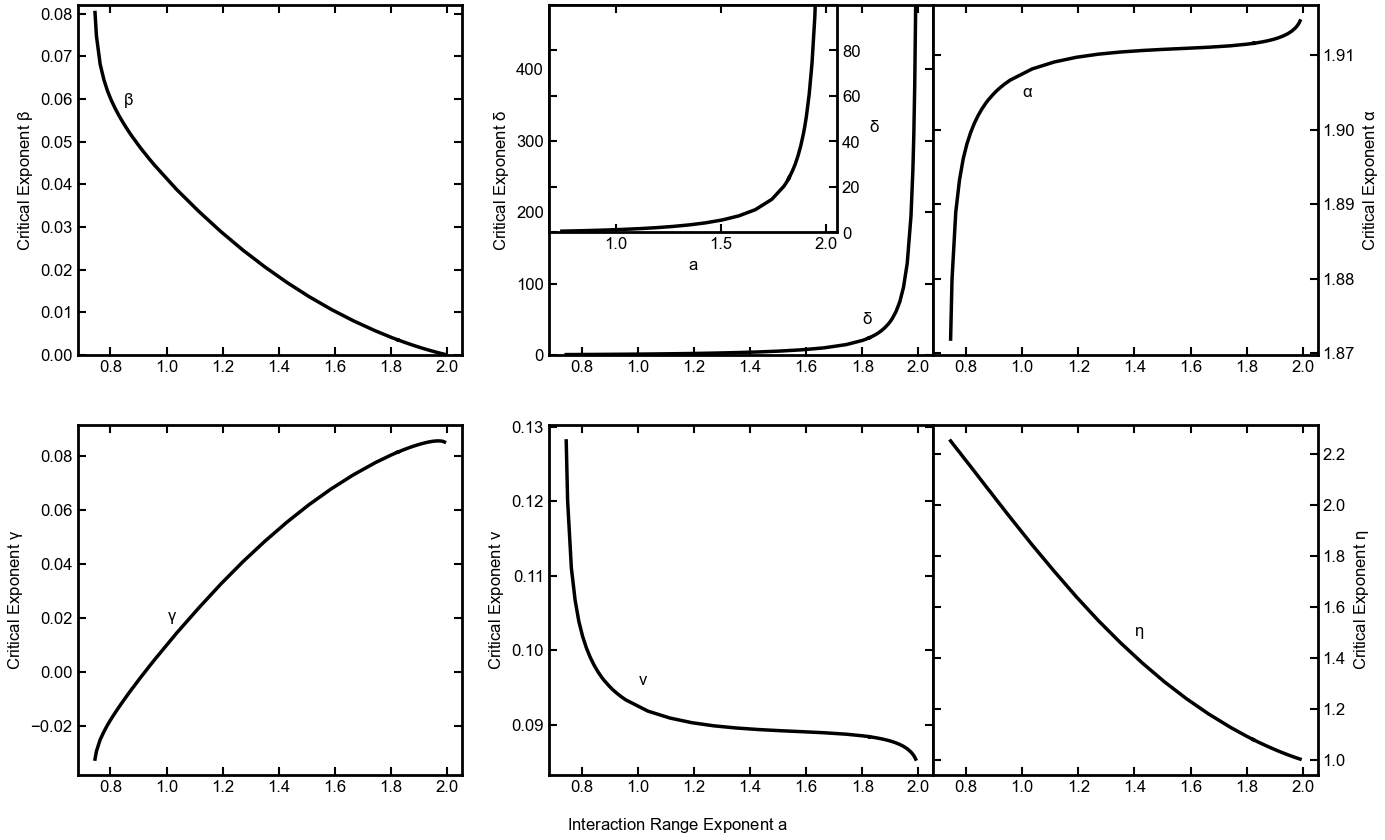 Critical Exponent β
0.08
0.07
0.06
0.05
0.04
0.03
0.02
0.01
0.00
β
0.8 1.0 1.2 1.4 1.6 1.8 2.0
Critical Exponent δ
400
300
200
100
0
80
60
40
20
0
1.0 1.5 2.0
a
δ
δ
0.8 1.0 1.2 1.4 1.6 1.8 2.0
α
1.91
1.90
1.89
1.88
1.87
Critical Exponent α
0.8 1.0 1.2 1.4 1.6 1.8 2.0
Critical Exponent γ
0.08
0.06
0.04
0.02
0.00
−0.02
γ
0.8 1.0 1.2 1.4 1.6 1.8 2.0
Critical Exponent ν
0.13
0.12
0.11
0.10
0.09
ν
0.8 1.0 1.2 1.4 1.6 1.8 2.0
η
2.2
2.0
1.8
1.6
1.4
1.2
1.0
Critical Exponent η
0.8 1.0 1.2 1.4 1.6 1.8 2.0
Interaction Range Exponent a